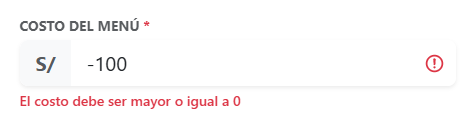 COSTO DEL MENÚ *
S/ -100
El costo debe ser mayor o igual a 0